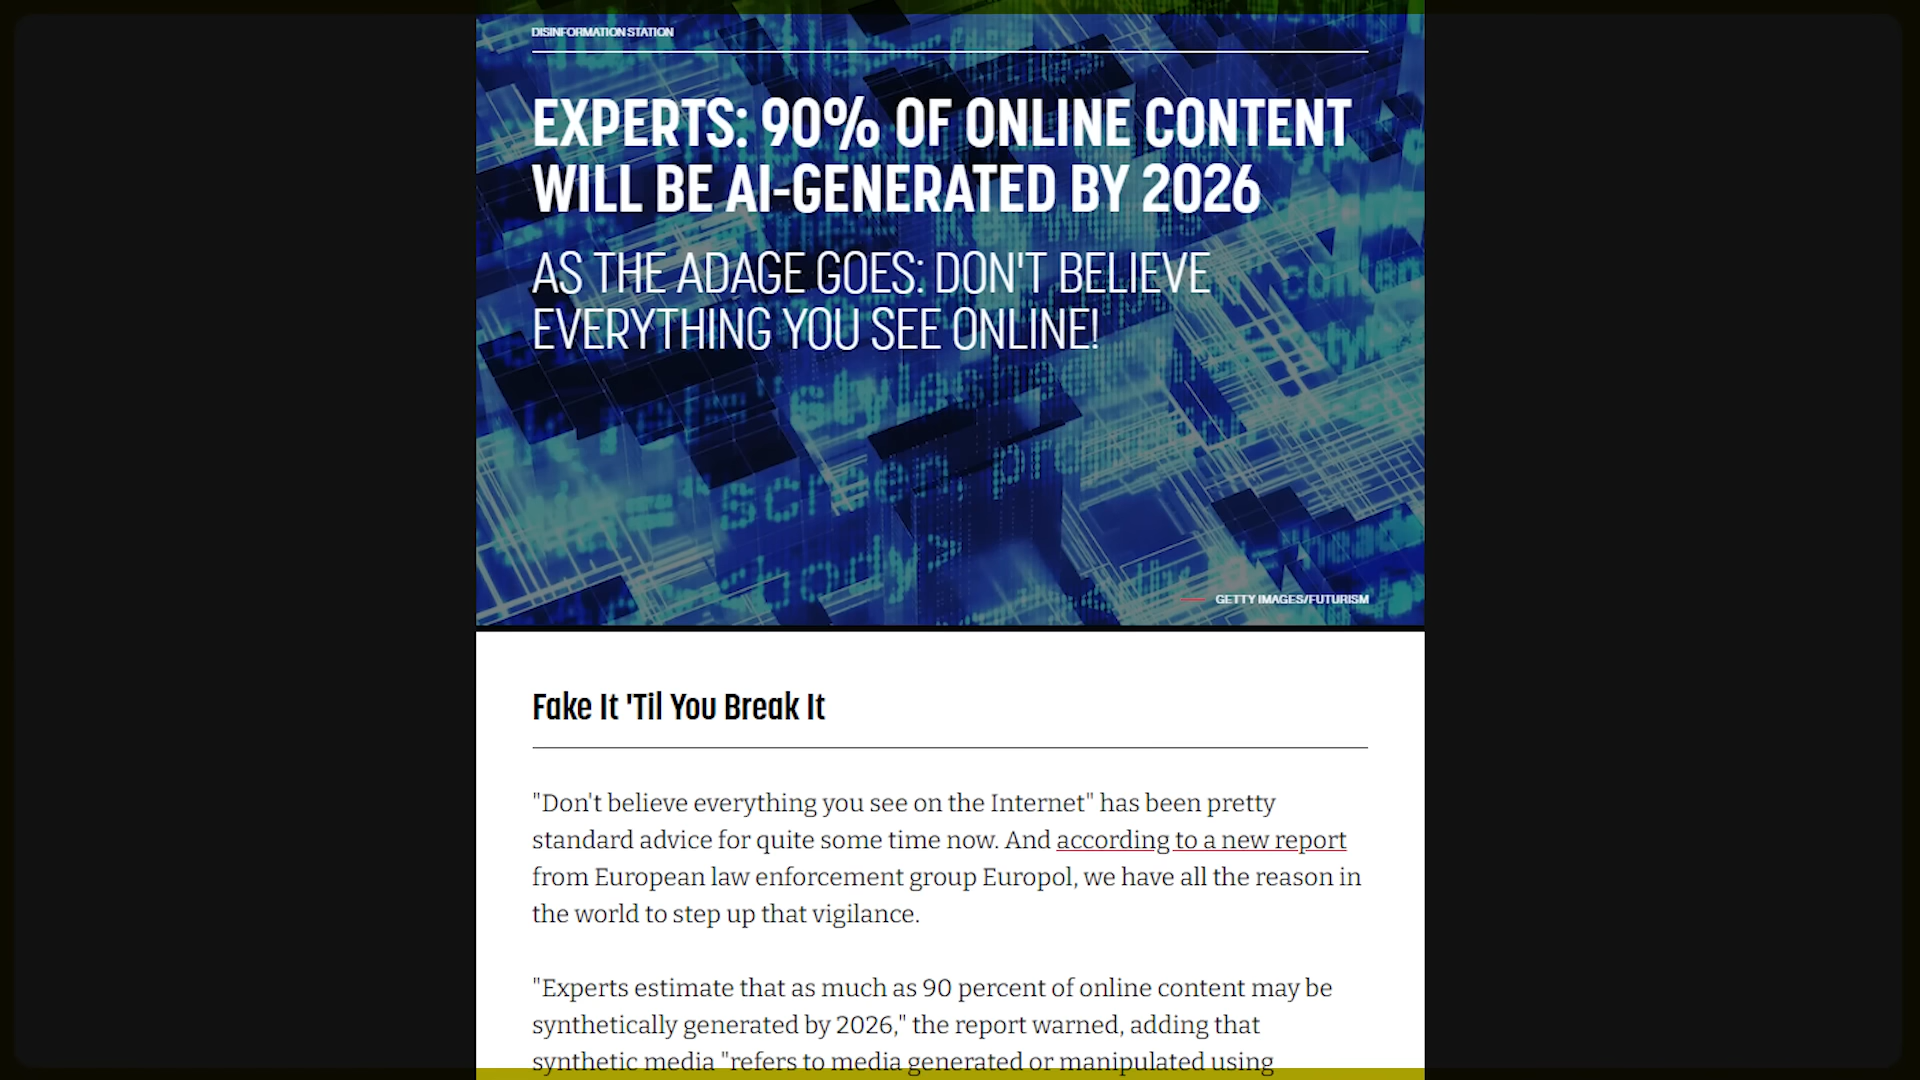 DISINFORMATION STATION
EXPERTS: 90% OF ONLINE CONTENT
WILL BE AI-GENERATED BY 2026
AS THE ADAGE GOES: DON'T BELIEVE
EVERYTHING YOU SEE ONLINE!
GETTY IMAGES/FUTURISM
Fake It 'Til You Break It
"Don't believe everything you see on the Internet" has been pretty
standard advice for quite some time now. And according to a new report
from European law enforcement group Europol, we have all the reason in
the world to step up that vigilance.
"Experts estimate that as much as 90 percent of online content may be
synthetically generated by 2026," the report warned, adding that
synthetic media "refers to media generated or manipulated using